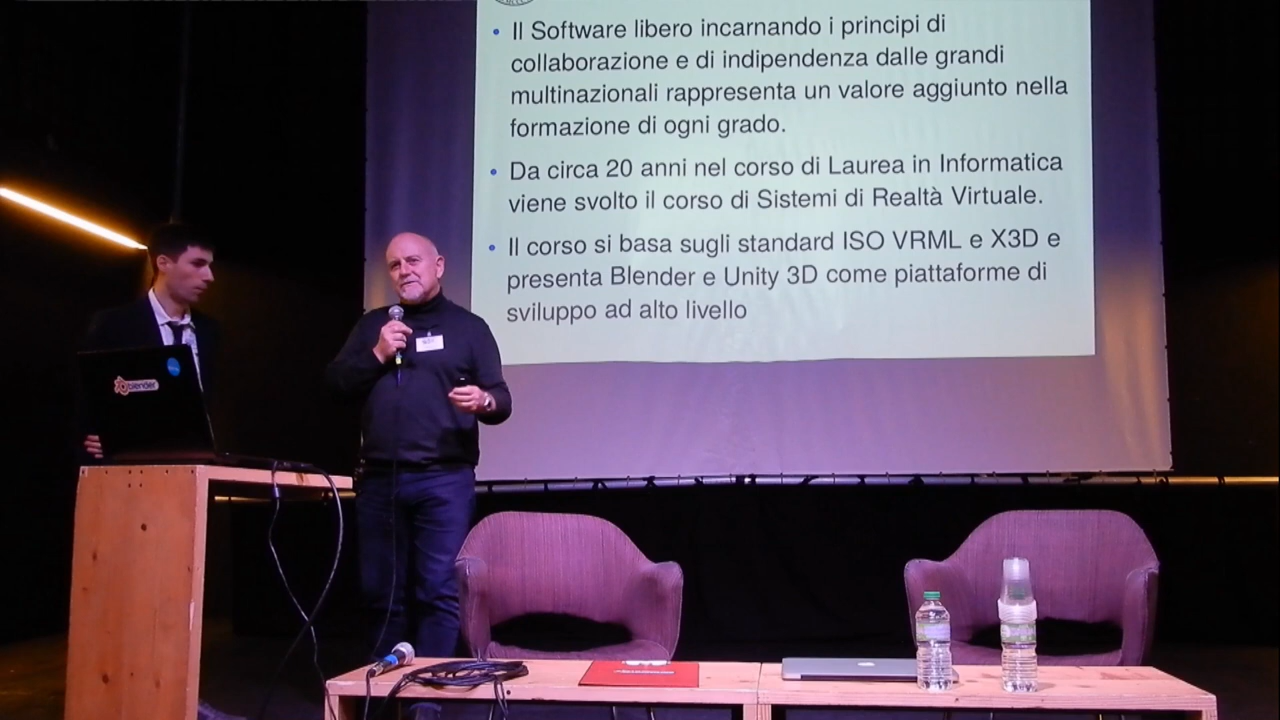 • Il Software libero incarnando i principi di
collaborazione e di indipendenza dalle grandi
multinazionali rappresenta un valore aggiunto nella
formazione di ogni grado.
• Da circa 20 anni nel corso di Laurea in Informatica
viene svolto il corso di Sistemi di Realtà Virtuale.
• Il corso si basa sugli standard ISO VRML e X3D e
presenta Blender e Unity 3D come piattaforme di
sviluppo ad alto livello
blender